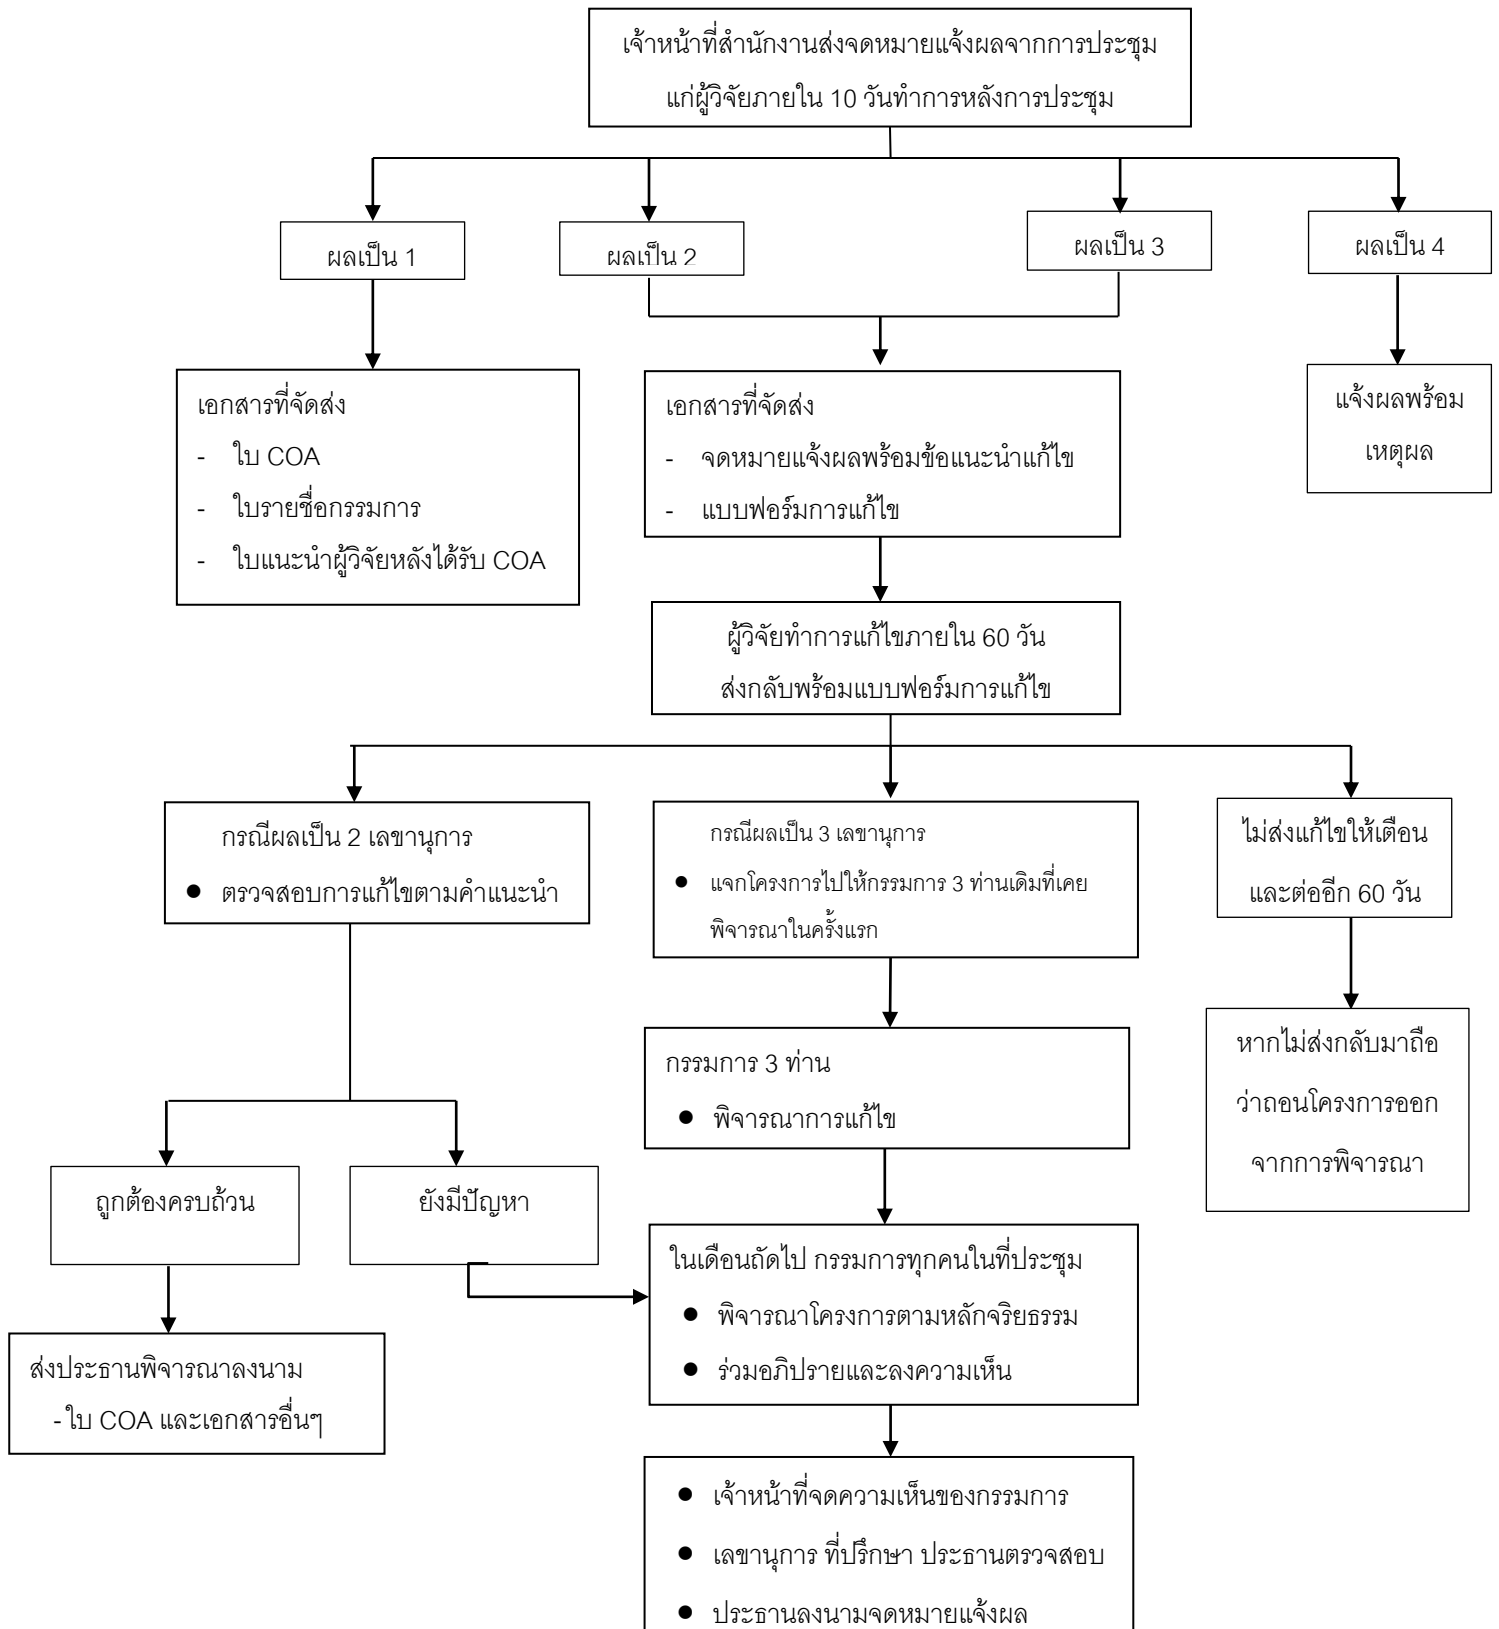 เจ้าหน้าที่สำนักงานส่งจดหมายแจ้งผลจากการประชุม
แก่ผู้วิจัยภายใน 10 วันทำการหลังการประชุม
ผลเป็น 1
ผลเป็น 2
ผลเป็น 3
ผลเป็น 4
เอกสารที่จัดส่ง
- ใบ COA
- ใบรายชื่อกรรมการ
- ใบแนะนำผู้วิจัยหลังได้รับ COA
เอกสารที่จัดส่ง
- จดหมายแจ้งผลพร้อมข้อแนะนำแก้ไข
- แบบฟอร์มการแก้ไข
แจ้งผลพร้อม
เหตุผล
ผู้วิจัยทำการแก้ไขภายใน 60 วัน
ส่งกลับพร้อมแบบฟอร์มการแก้ไข
กรณีผลเป็น 2 เลขานุการ
● ตรวจสอบการแก้ไขตามคำแนะนำ
กรณีผลเป็น 3 เลขานุการ
● แจกโครงการไปให้กรรมการ 3 ท่านเดิมที่เคย
พิจารณาในครั้งแรก
ไม่ส่งแก้ไขให้เตือน
และต่ออีก 60 วัน
กรรมการ 3 ท่าน
● พิจารณาการแก้ไข
หากไม่ส่งกลับมาถือ
ว่าถอนโครงการออก
จากการพิจารณา
ถูกต้องครบถ้วน
ยังมีปัญหา
ในเดือนถัดไป กรรมการทุกคนในที่ประชุม
● พิจารณาโครงการตามหลักจริยธรรม
● ร่วมอภิปรายและลงความเห็น
ส่งประธานพิจารณาลงนาม
- ใบ COA และเอกสารอื่นๆ
● เจ้าหน้าที่จดความเห็นของกรรมการ
● เลขานุการ ที่ปรึกษา ประธานตรวจสอบ
● ประธานลงนามจดหมายแจ้งผล